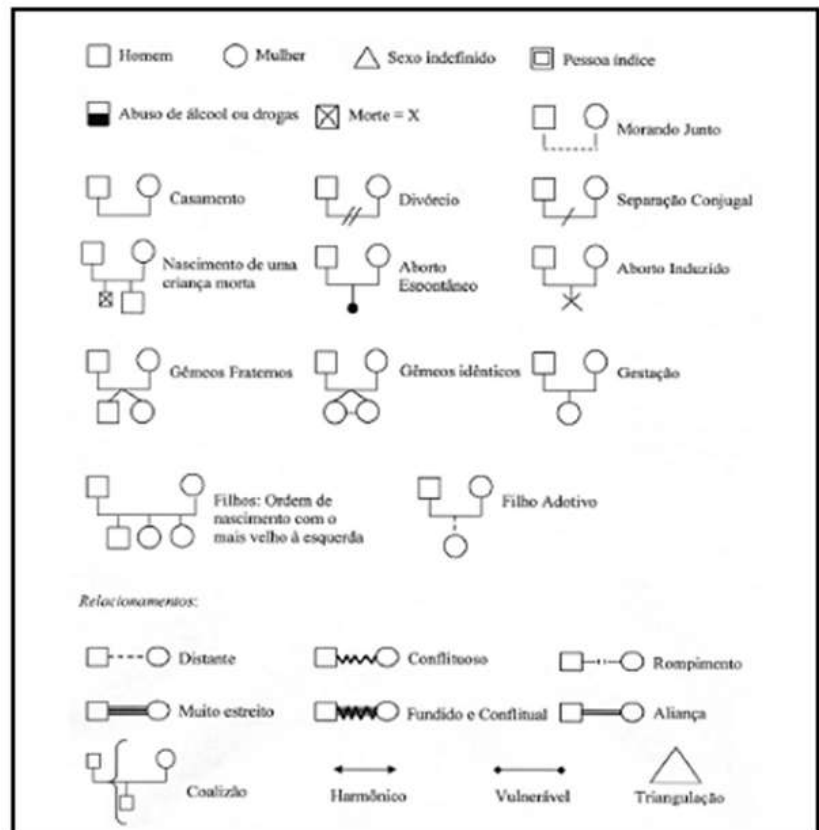 Homem
Mulher
Sexo indefinido
Pessoa índice
Abuso de álcool ou drogas
Morte = X
Morando Junto
Casamento
Divórcio
Separação Conjugal
Nascimento de uma
criança morta
Aborto
Espontâneo
Aborto Induzido
Gêmeos Fraternos
Gêmeos idênticos
Gestação
Filhos: Ordem de
nascimento com o
mais velho à esquerda
Filho Adotivo
Relacionamentos:
Distante
Conflituoso
Rompimento
Muito estreito
Fundido e Conflitual
Aliança
Coalizão
Harmônico
Vulnerável
Triangulação